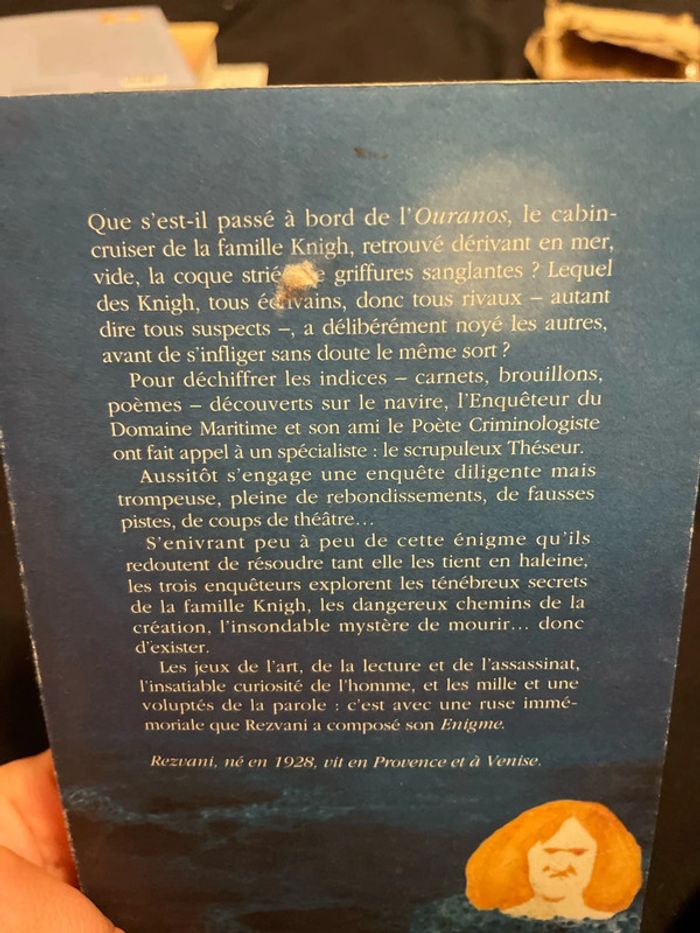 Que s'est-il passé à bord de l'Ouranos, le cabin-
cruiser de la famille Knigh, retrouvé dérivant en mer,
vide, la coque striée de griffures sanglantes ? Lequel
des Knigh, tous écrivains, donc tous rivaux – autant
dire tous suspects –, a délibérément noyé les autres,
avant de s'infliger sans doute le même sort ?
Pour déchiffrer les indices – carnets, brouillons,
poèmes – découverts sur le navire, l'Enquêteur du
Domaine Maritime et son ami le Poète Criminologiste
ont fait appel à un spécialiste : le scrupuleux Théseur.
Aussitôt s'engage une enquête diligente mais
trompeuse, pleine de rebondissements, de fausses
pistes, de coups de théâtre...
S'enivrant peu à peu de cette énigme qu'ils
redoutent de résoudre tant elle les tient en haleine,
les trois enquêteurs explorent les ténébreux secrets
de la famille Knigh, les dangereux chemins de la
création, l'insondable mystère de mourir... donc
d'exister.
Les jeux de l'art, de la lecture et de l'assassinat,
l'insatiable curiosité de l'homme, et les mille et une
voluptés de la parole : c'est avec une ruse immé-
moriale que Rezvani a composé son Enigme.
Rezvani, né en 1928, vit en Provence et à Venise.